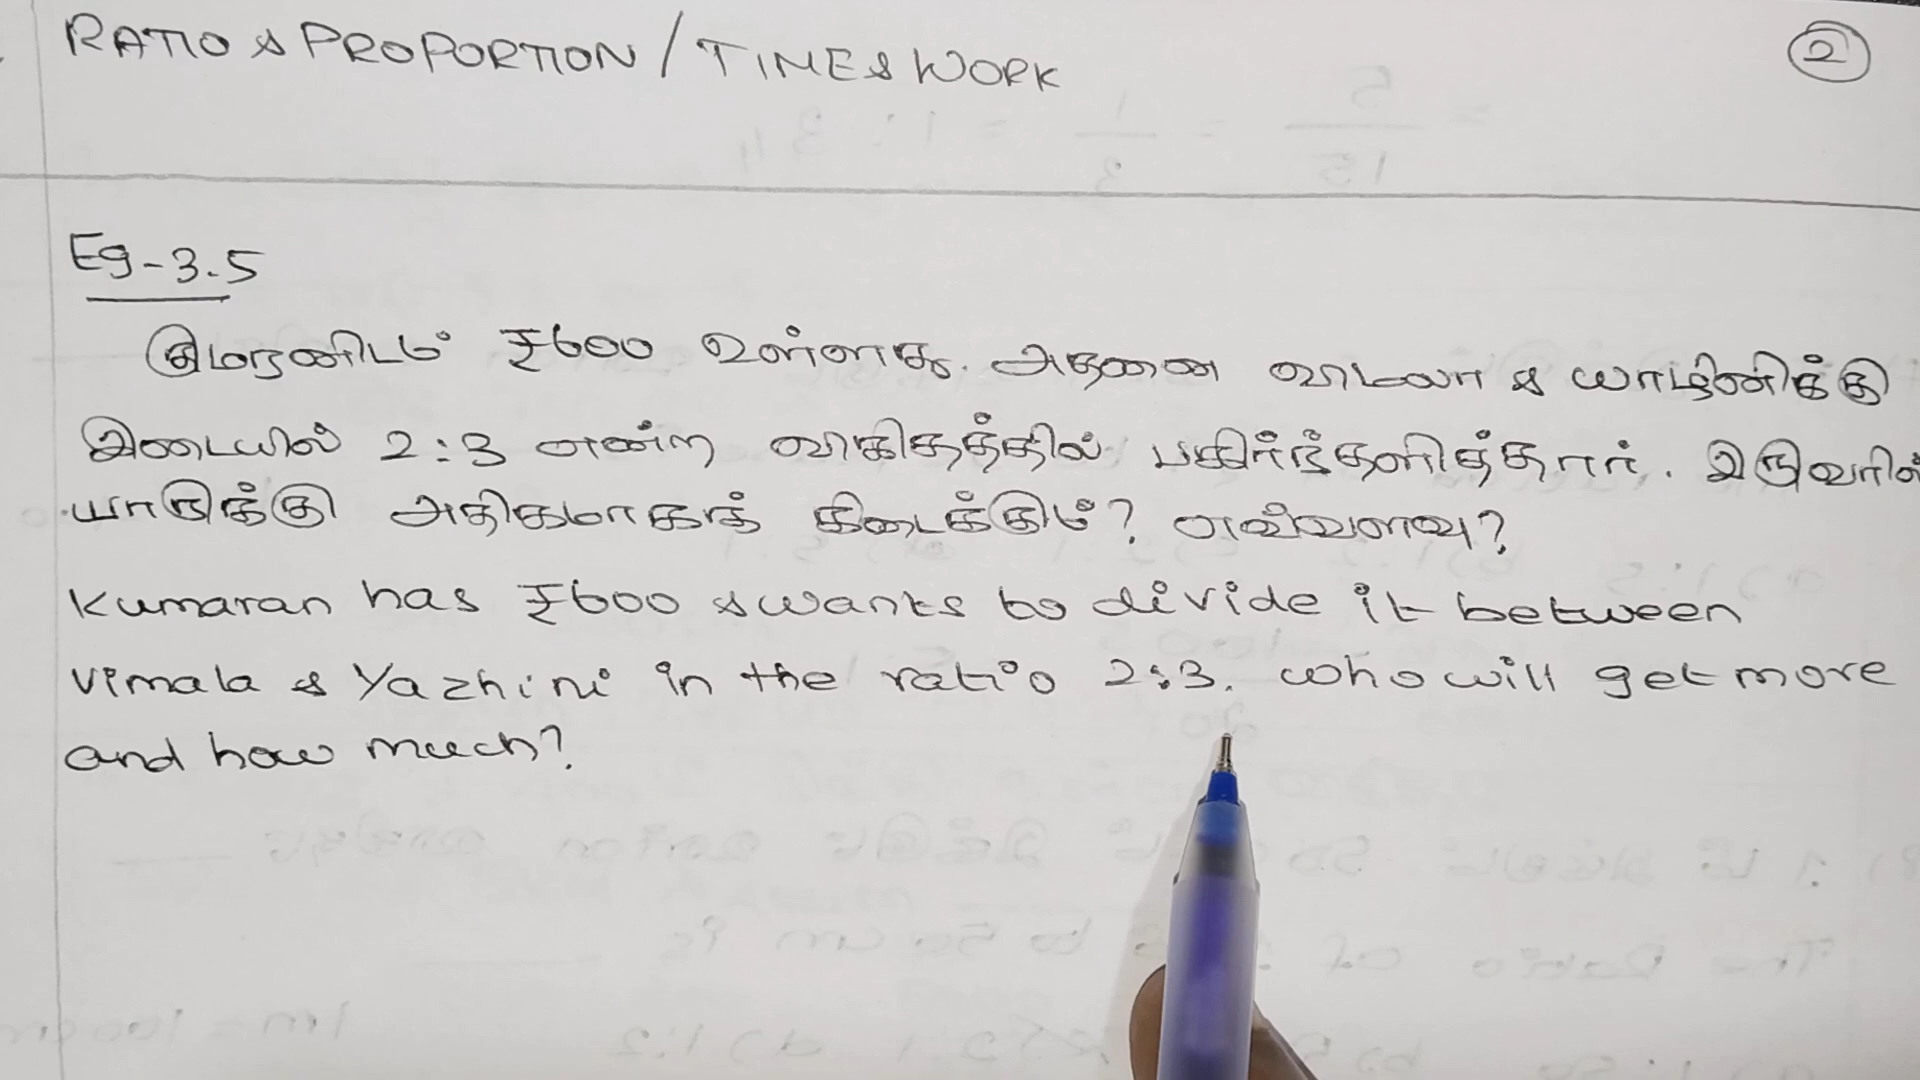 RATIO & PROPORTION / TIME & WORK
2
Eg-3.5
குமரனிடம் ₹600 உள்ளது. அதனை விமலா & யாழினிக்கு
இடையில் 2:3 என்ற விகிதத்தில் பகிர்ந்தளித்தார். இருவரில்
யாருக்கு அதிகமாகக் கிடைக்கும்? எவ்வளவு?
Kumaran has ₹600 & wants to divide it between
Vimala & Yazhini in the ratio 2:3. who will get more
and how much?